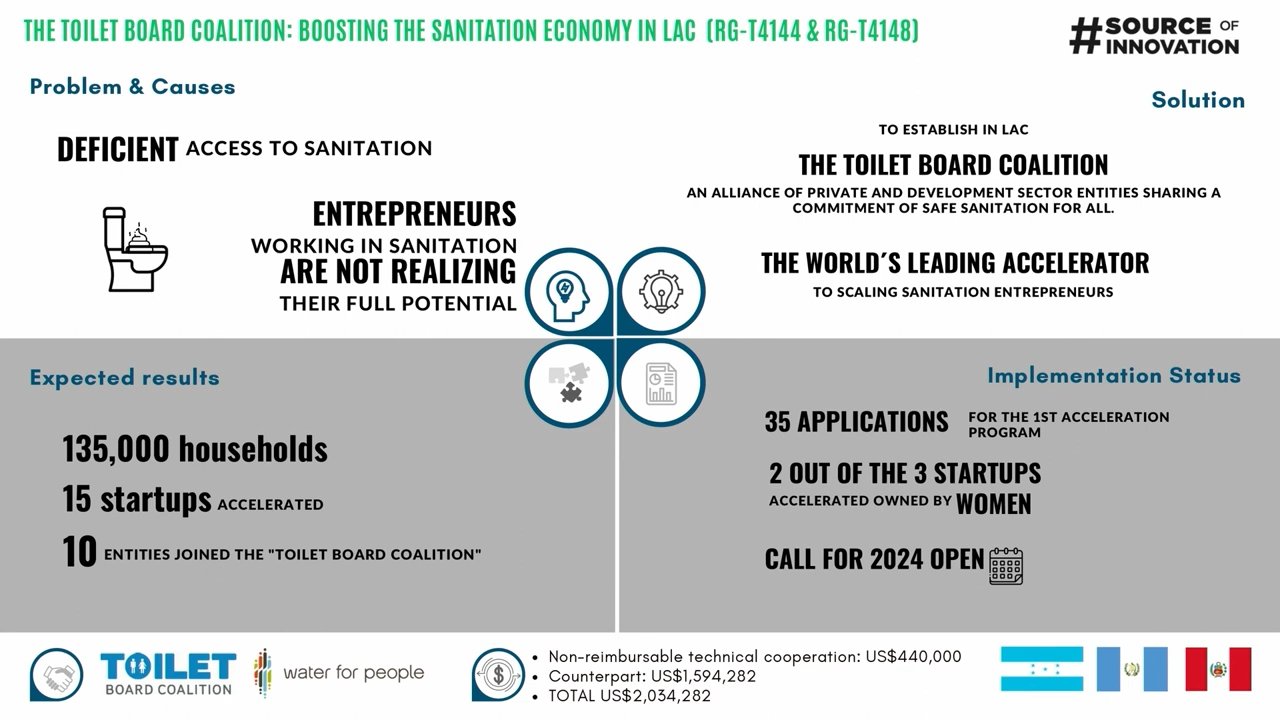 THE TOILET BOARD COALITION: BOOSTING THE SANITATION ECONOMY IN LAC (RG-T4144 & RG-T4148)
#SOURCE OF
INNOVATION
Problem & Causes
DEFICIENT ACCESS TO SANITATION
ENTREPRENEURS
WORKING IN SANITATION
ARE NOT REALIZING
THEIR FULL POTENTIAL
Solution
TO ESTABLISH IN LAC
THE TOILET BOARD COALITION
AN ALLIANCE OF PRIVATE AND DEVELOPMENT SECTOR ENTITIES SHARING A
COMMITMENT OF SAFE SANITATION FOR ALL.
THE WORLD´S LEADING ACCELERATOR
TO SCALING SANITATION ENTREPRENEURS
Expected results
135,000 households
15 startups ACCELERATED
10 ENTITIES JOINED THE "TOILET BOARD COALITION"
Implementation Status
35 APPLICATIONS FOR THE 1ST ACCELERATION
PROGRAM
2 OUT OF THE 3 STARTUPS
ACCELERATED OWNED BY WOMEN
CALL FOR 2024 OPEN
TOILET
BOARD COALITION
water for people
• Non-reimbursable technical cooperation: US$440,000
• Counterpart: US$1,594,282
• TOTAL US$2,034,282